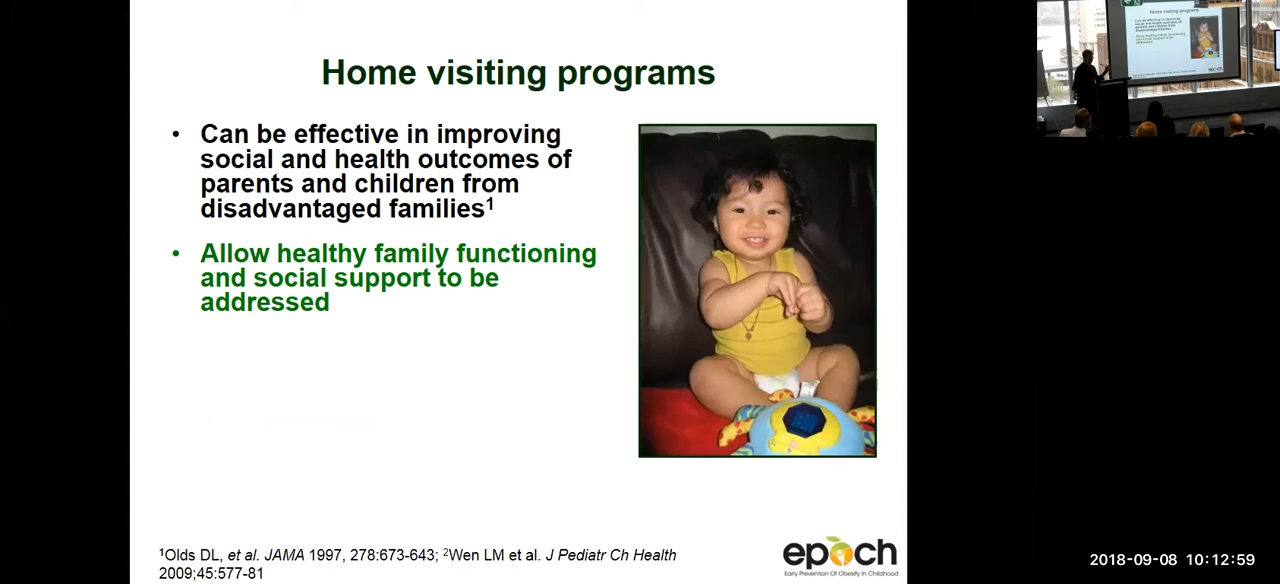 Home visiting programs
• Can be effective in improving
social and health outcomes of
parents and children from
disadvantaged families1
• Allow healthy family functioning
and social support to be
addressed
1Olds DL, et al. JAMA 1997, 278:673-643; 2Wen LM et al. J Pediatr Ch Health
2009;45:577-81
epoch
Early Prevention Of Obesity In Childhood
Home visiting programs
2018-09-08 10:12:59